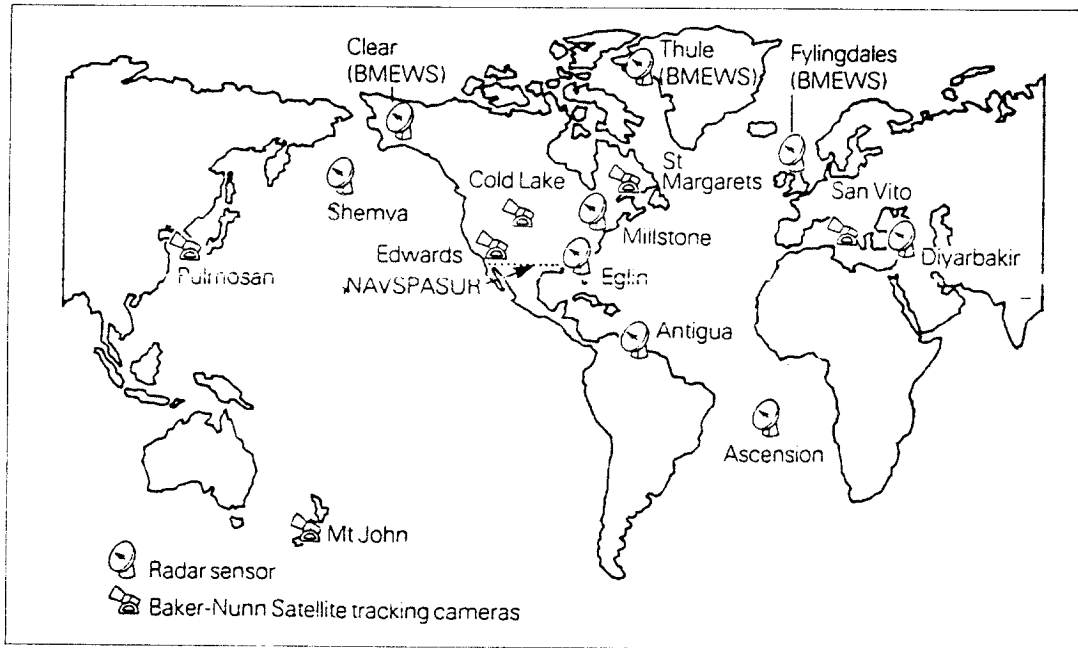 Clear
(BMEWS)
Thule
(BMEWS)
Fylingdales
(BMEWS)
St
Margarets
Cold Lake
San Vito
Shemva
Millstone
Edwards
Diyarbakir
Pulmosan
NAVSPASUR
Eglin
Antigua
Ascension
Mt John
Radar sensor
Baker-Nunn Satellite tracking cameras